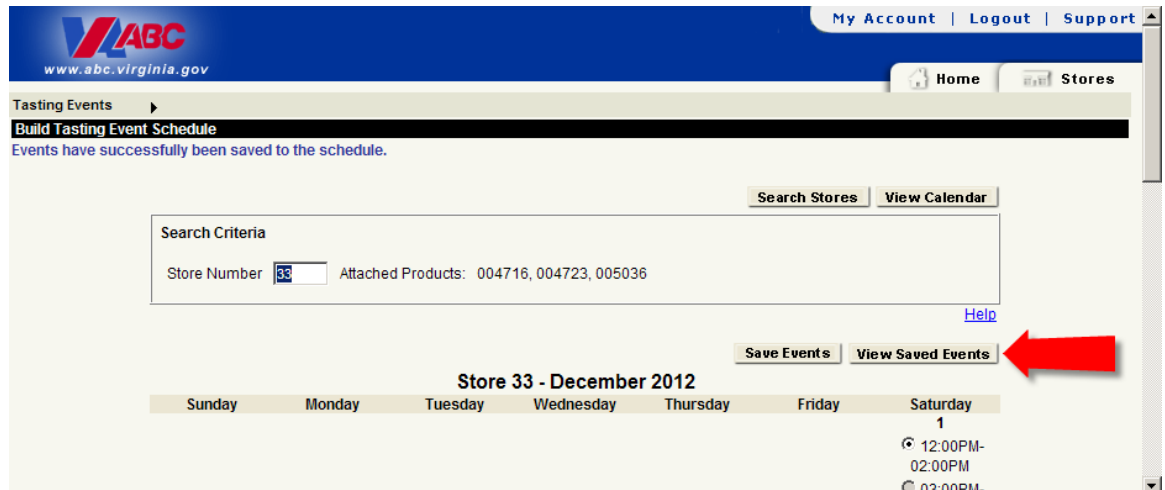 My Account | Logout | Support
VA ABC
www.abc.virginia.gov
Home Stores
Tasting Events
Build Tasting Event Schedule
Events have successfully been saved to the schedule.
Search Stores View Calendar
Search Criteria
Store Number 33 Attached Products: 004716, 004723, 005036
Help
Save Events View Saved Events
Store 33 - December 2012
Sunday Monday Tuesday Wednesday Thursday Friday Saturday
1
12:00PM-
02:00PM
03:00PM-